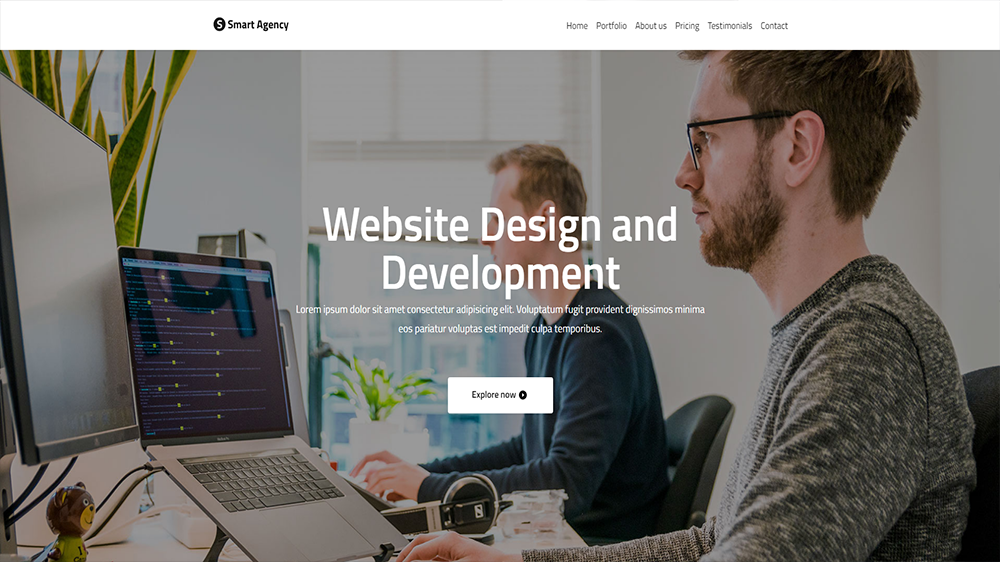 S Smart Agency
Home Portfolio About us Pricing Testimonials Contact
Website Design and
Development
Lorem ipsum dolor sit amet consectetur adipisicing elit. Voluptatum fugit provident dignissimos minima
eos pariatur voluptas est impedit culpa temporibus.
Explore now